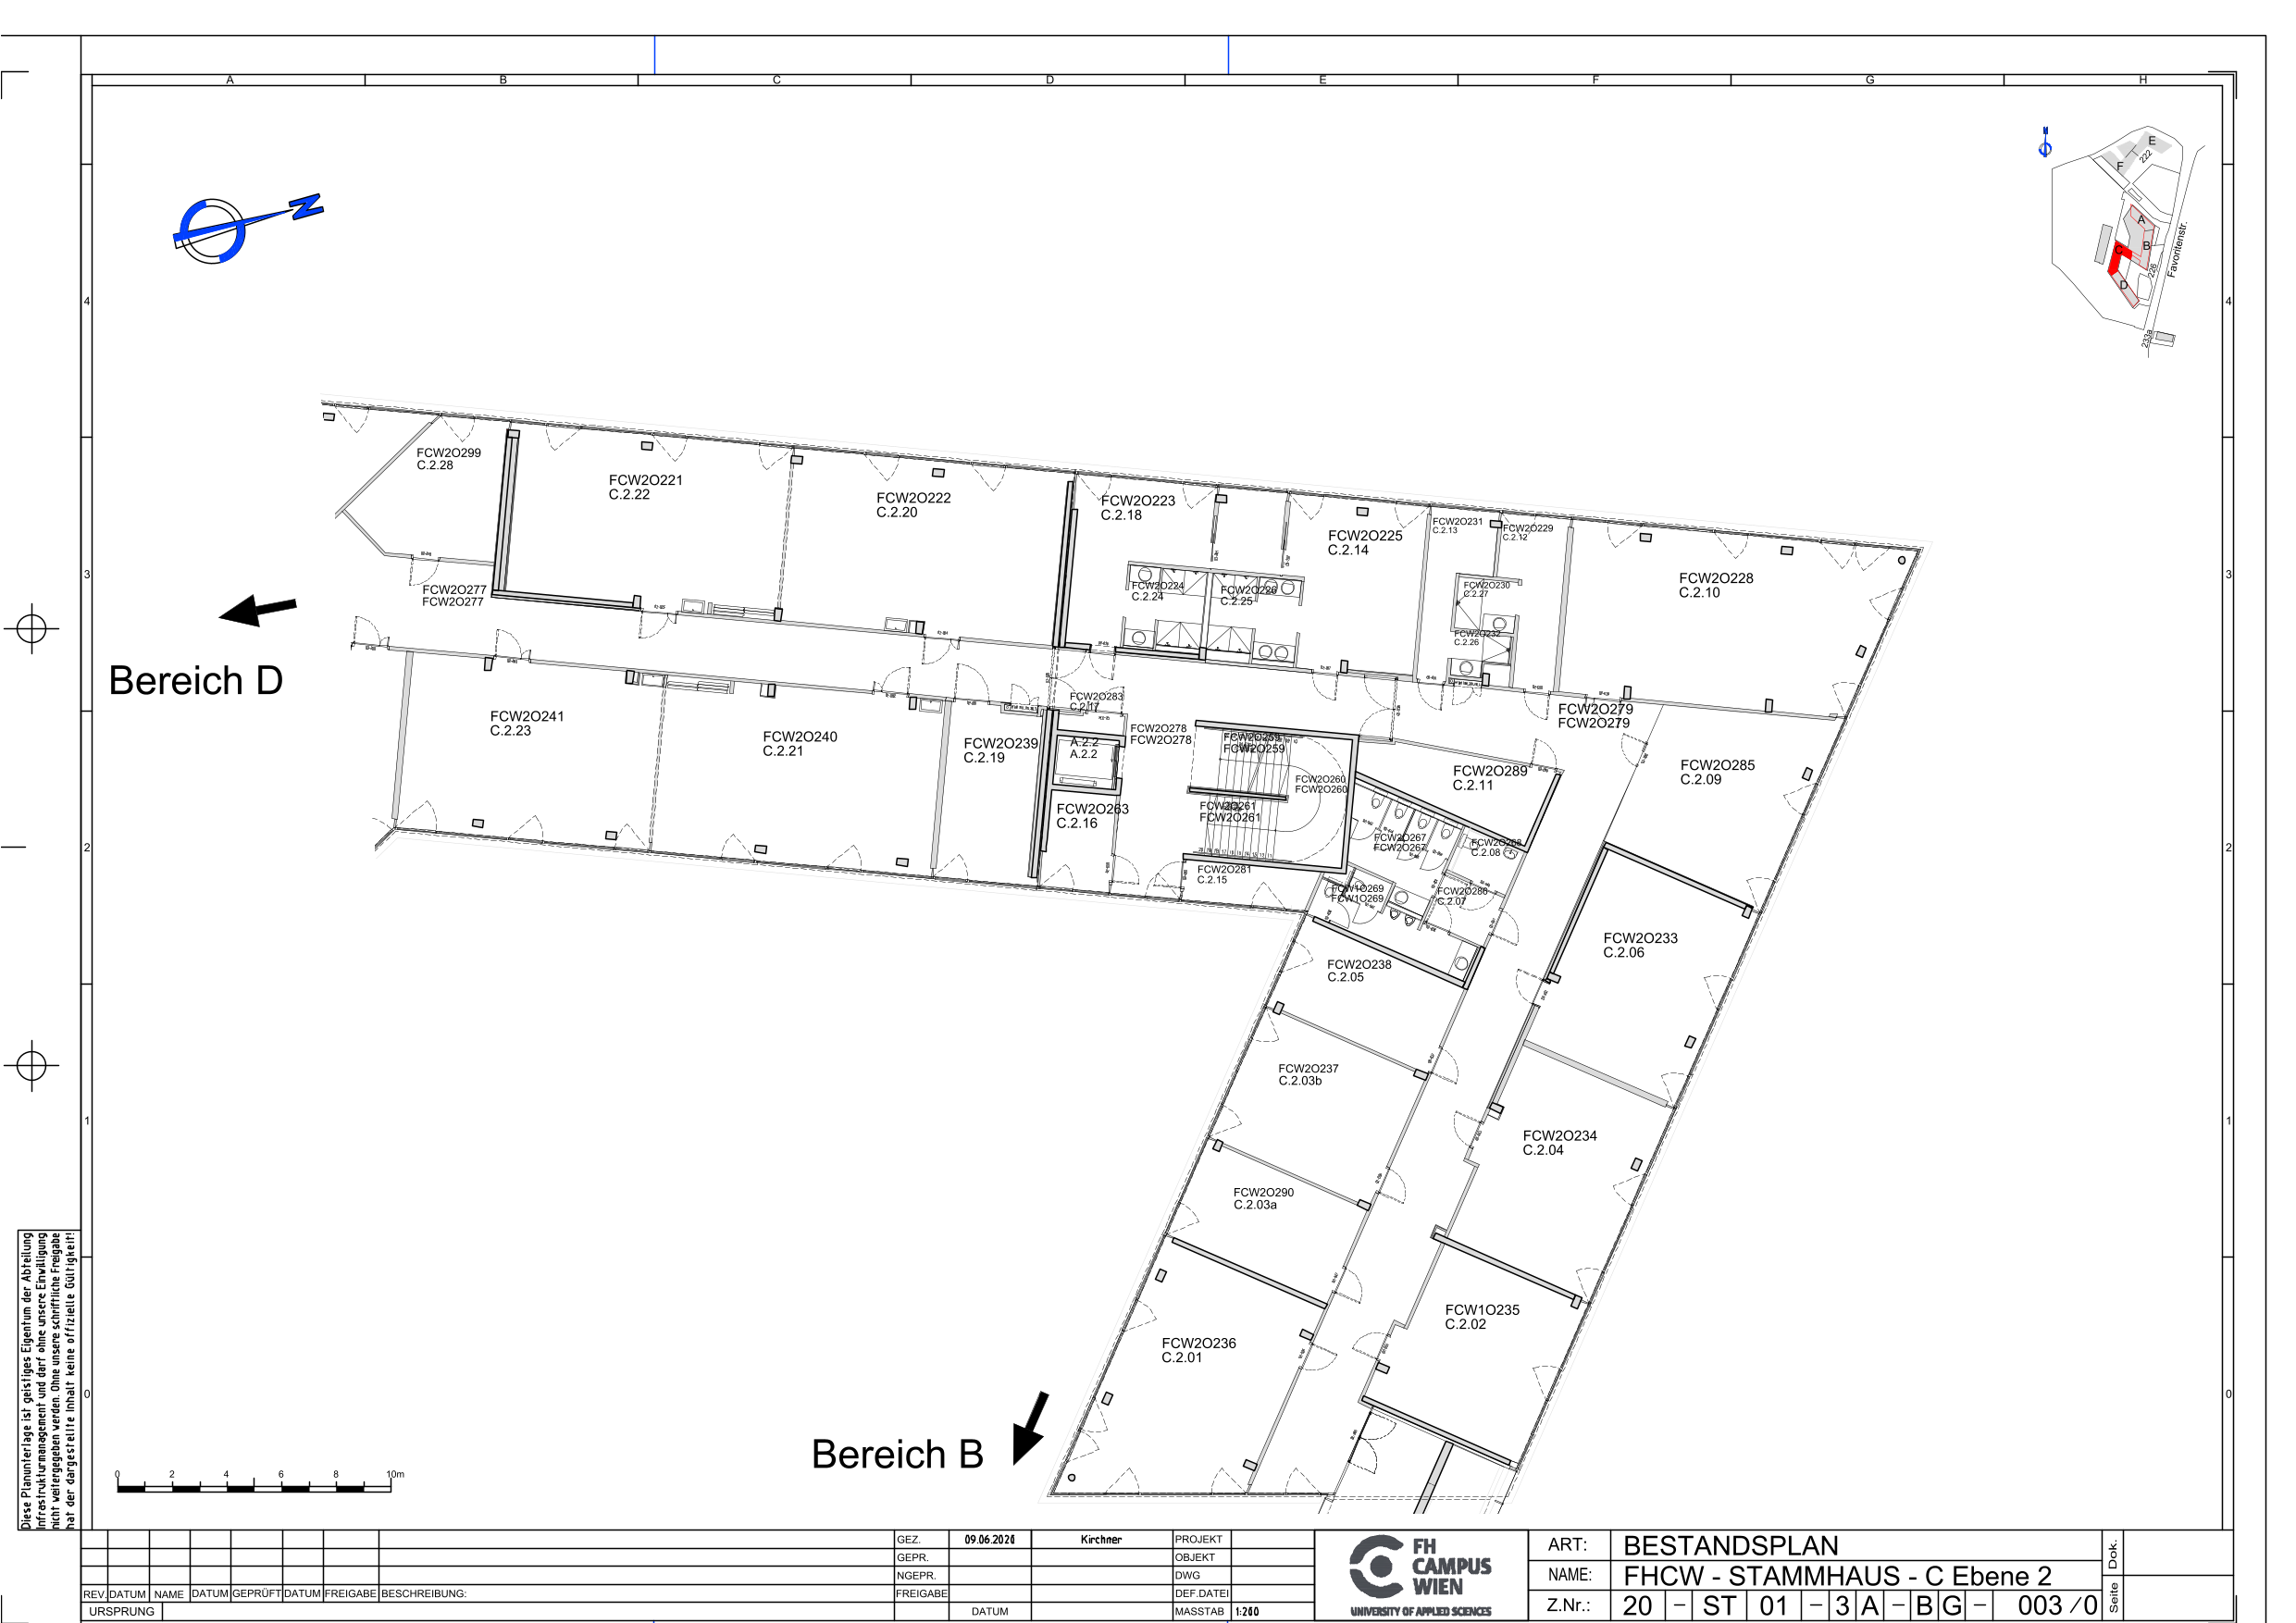 A B C D E F G H
4
3
2
1
0
4
3
2
1
0
N
N
E
222
F
A
B
C
D
226
Favoritenstr.
233a
FCW2O299
C.2.28
FCW2O221
C.2.22
FCW2O222
C.2.20
FCW2O223
C.2.18
FCW2O225
C.2.14
FCW2O231
C.2.13
FCW2O229
C.2.12
FCW2O228
C.2.10
FCW2O224
C.2.24
FCW2O226
C.2.25
FCW2O230
C.2.27
FCW2O232
C.2.26
FCW2O277
FCW2O277
Bereich D
FCW2O241
C.2.23
FCW2O240
C.2.21
FCW2O239
C.2.19
FCW2O283
C.2.17
A.2.2
A.2.2
FCW2O278
FCW2O278
FCW2O259
FCW2O259
FCW2O260
FCW2O260
FCW2O261
FCW2O261
FCW2O263
C.2.16
FCW2O281
C.2.15
FCW2O279
FCW2O279
FCW2O289
C.2.11
FCW2O285
C.2.09
FCW2O267
FCW2O267
C.2.08
FCW1O269
FCW1O269
FCW2O286
C.2.07
FCW2O233
C.2.06
FCW2O238
C.2.05
FCW2O237
C.2.03b
FCW2O234
C.2.04
FCW2O290
C.2.03a
FCW1O235
C.2.02
FCW2O236
C.2.01
Bereich B
0 2 4 6 8 10m
Diese Planunterlage ist geistiges Eigentum der Abteilung
Infrastrukturmanagement und darf ohne unsere Einwilligung
nicht weitergegeben werden. Ohne unsere schriftliche Freigabe
hat der dargestellte Inhalt keine offizielle Gültigkeit!
REV. DATUM NAME DATUM GEPRÜFT DATUM FREIGABE BESCHREIBUNG:
URSPRUNG
GEZ. 09.06.2020 Kirchner
GEPR.
NGEPR.
FREIGABE
DATUM
PROJEKT
OBJEKT
DWG
DEF.DATEI
MASSTAB 1:200
FH
CAMPUS
WIEN
UNIVERSITY OF APPLIED SCIENCES
ART: BESTANDSPLAN
NAME: FHCW - STAMMHAUS - C Ebene 2
Z.Nr.: 20 - ST 01 - 3 A - B G - 003 /0
Dok.
Seite